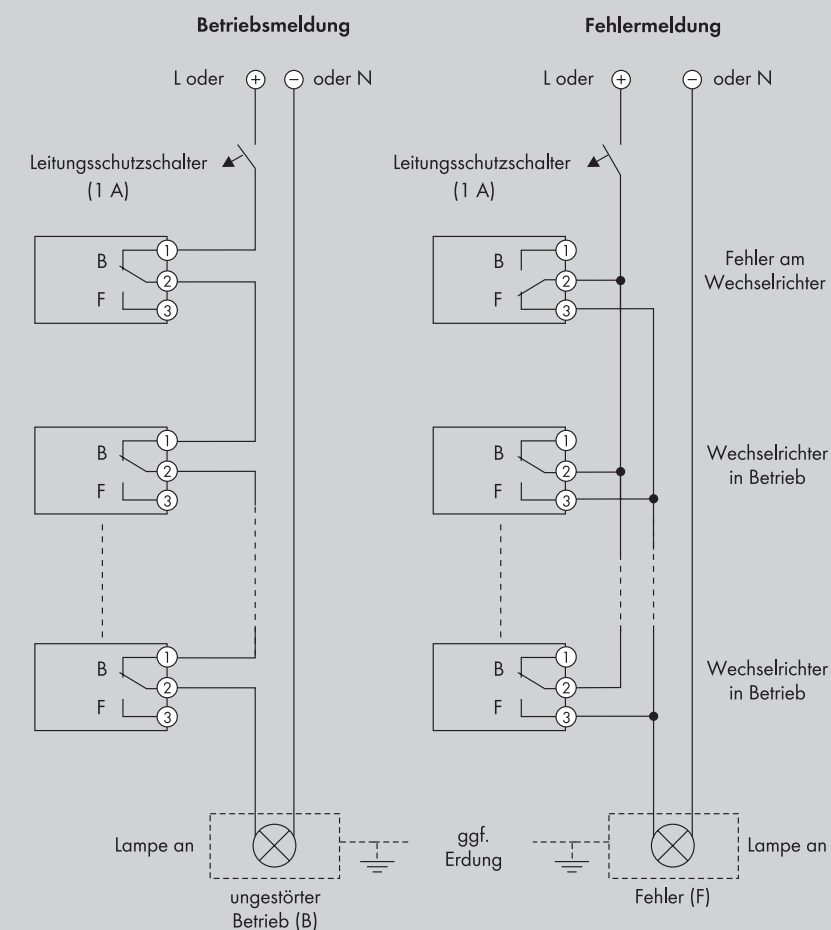 Betriebsmeldung
L oder + − oder N
Leitungsschutzschalter
(1 A)
B
F
1
2
3
B
F
1
2
3
B
F
1
2
3
Lampe an
ungestörter
Betrieb (B)
ggf.
Erdung
Fehlermeldung
L oder + − oder N
Leitungsschutzschalter
(1 A)
B
F
1
2
3
Fehler am
Wechselrichter
B
F
1
2
3
Wechselrichter
in Betrieb
B
F
1
2
3
Wechselrichter
in Betrieb
Lampe an
Fehler (F)